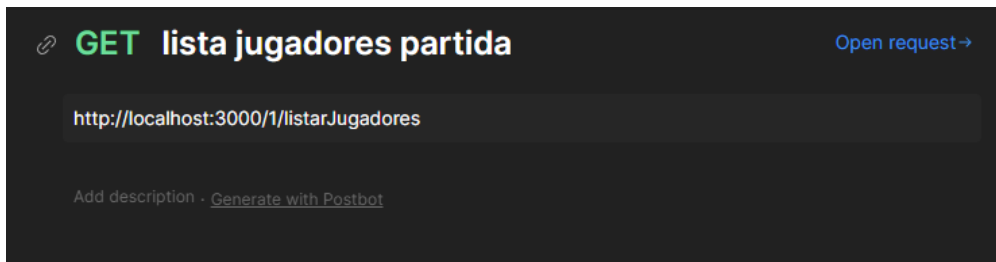 GET lista jugadores partida Open request→
http://localhost:3000/1/listarJugadores
Add description · Generate with Postbot